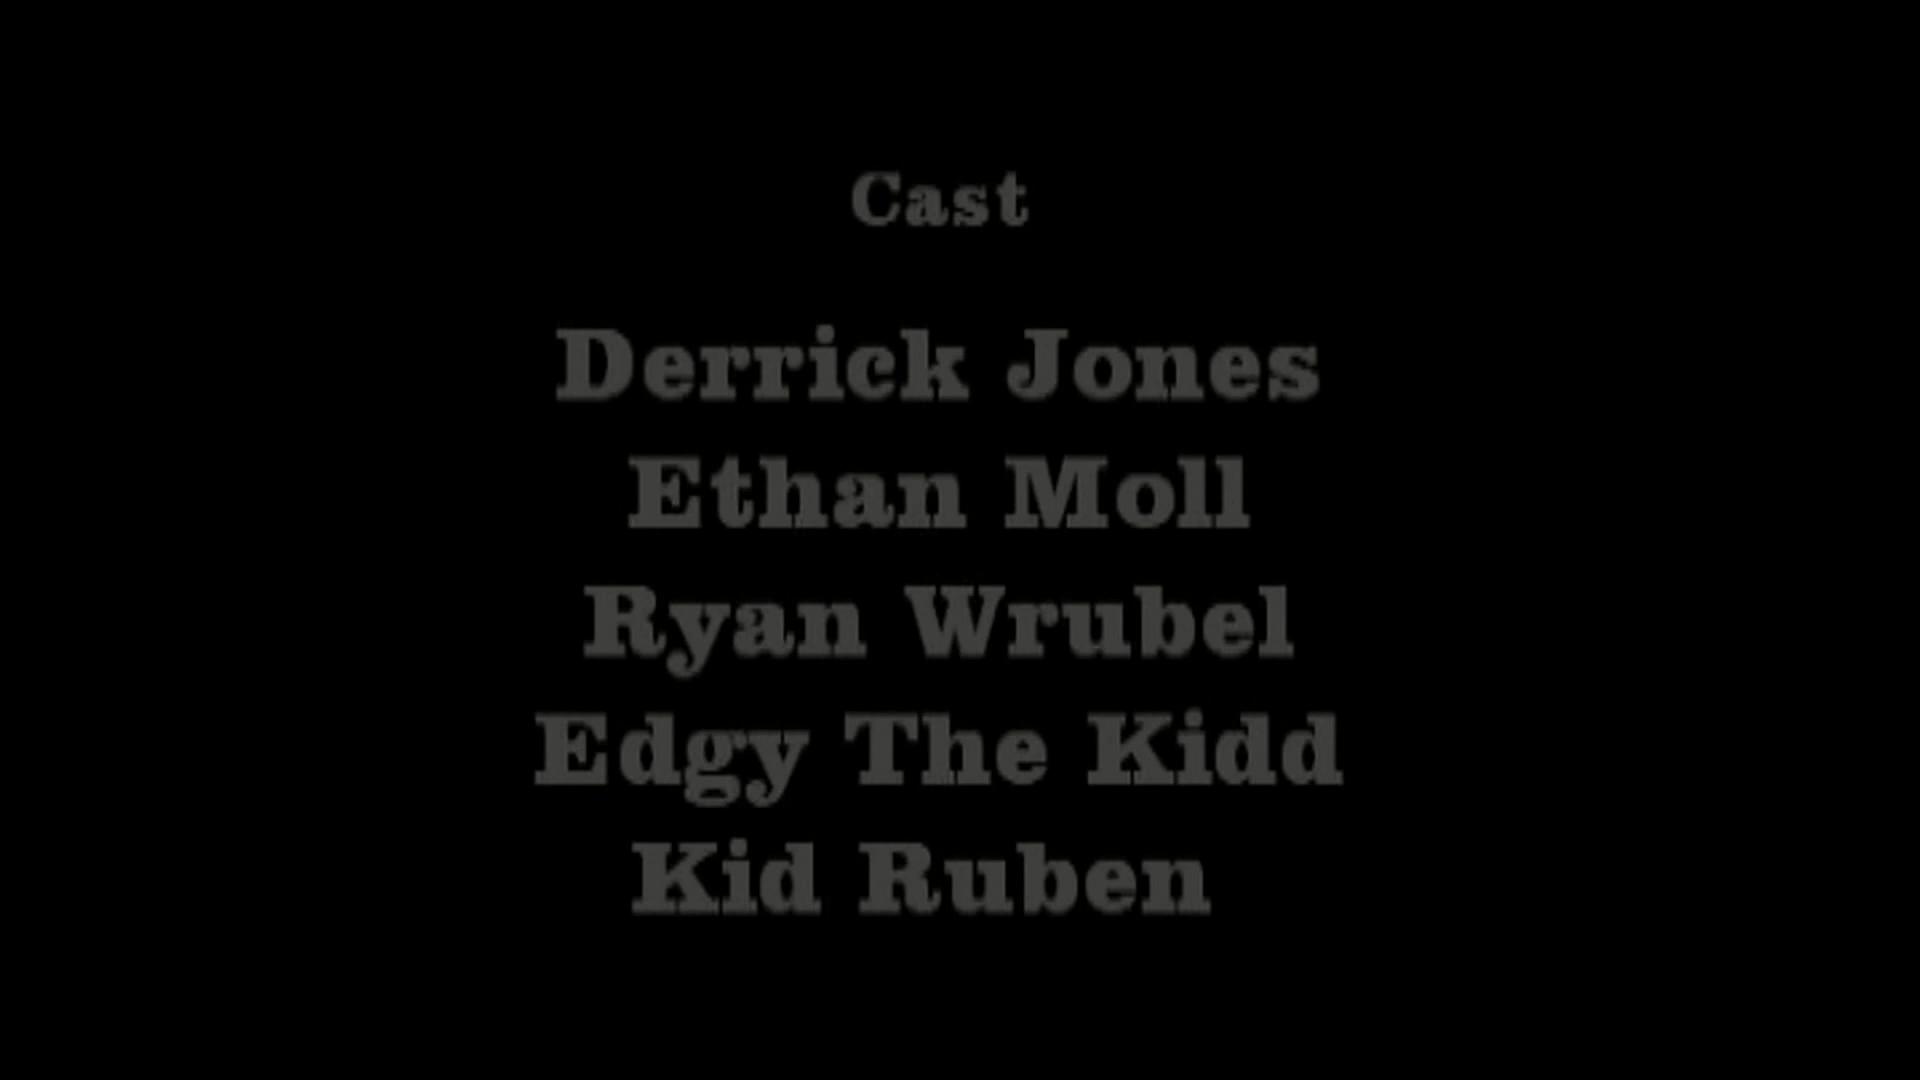 Cast
Derrick Jones
Ethan Moll
Ryan Wrubel
Edgy The Kidd
Kid Ruben